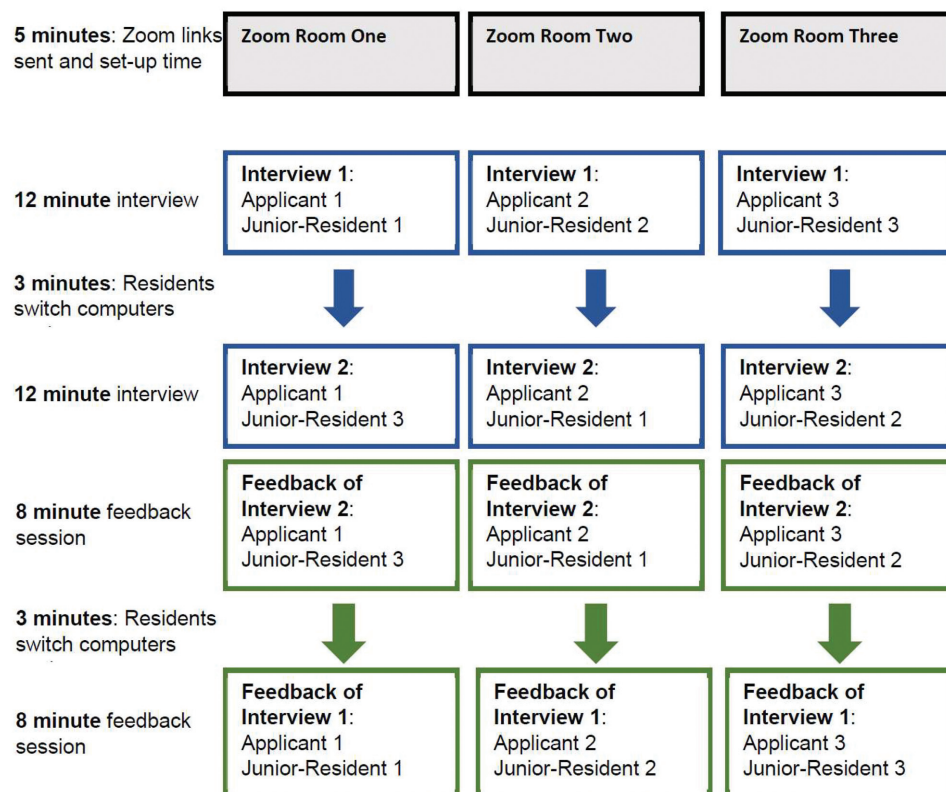 5 minutes: Zoom links
sent and set-up time
Zoom Room One
Zoom Room Two
Zoom Room Three
12 minute interview
Interview 1:
Applicant 1
Junior-Resident 1
Interview 1:
Applicant 2
Junior-Resident 2
Interview 1:
Applicant 3
Junior-Resident 3
3 minutes: Residents
switch computers
12 minute interview
Interview 2:
Applicant 1
Junior-Resident 3
Interview 2:
Applicant 2
Junior-Resident 1
Interview 2:
Applicant 3
Junior-Resident 2
8 minute feedback
session
Feedback of
Interview 2:
Applicant 1
Junior-Resident 3
Feedback of
Interview 2:
Applicant 2
Junior-Resident 1
Feedback of
Interview 2:
Applicant 3
Junior-Resident 2
3 minutes: Residents
switch computers
8 minute feedback
session
Feedback of
Interview 1:
Applicant 1
Junior-Resident 1
Feedback of
Interview 1:
Applicant 2
Junior-Resident 2
Feedback of
Interview 1:
Applicant 3
Junior-Resident 3